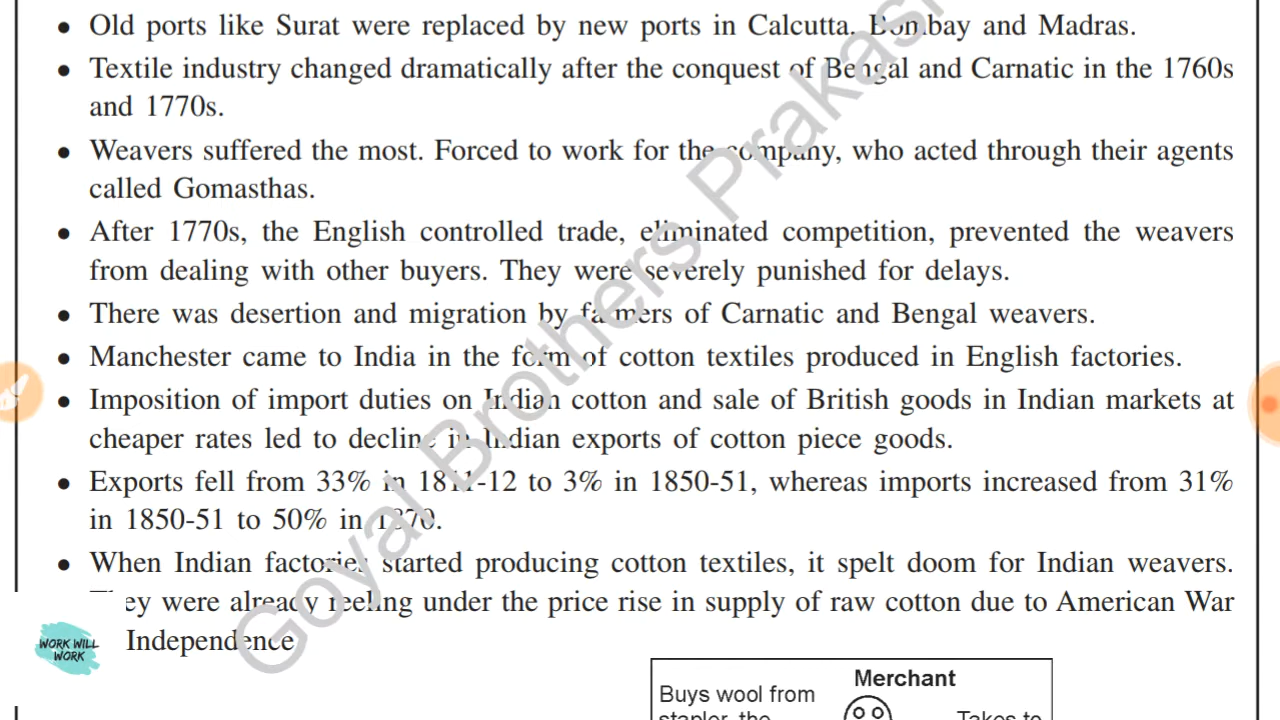 • Old ports like Surat were replaced by new ports in Calcutta, Bombay and Madras.
• Textile industry changed dramatically after the conquest of Bengal and Carnatic in the 1760s
and 1770s.
• Weavers suffered the most. Forced to work for the company, who acted through their agents
called Gomasthas.
• After 1770s, the English controlled trade, eliminated competition, prevented the weavers
from dealing with other buyers. They were severely punished for delays.
• There was desertion and migration by farmers of Carnatic and Bengal weavers.
• Manchester came to India in the form of cotton textiles produced in English factories.
• Imposition of import duties on Indian cotton and sale of British goods in Indian markets at
cheaper rates led to decline in Indian exports of cotton piece goods.
• Exports fell from 33% in 1811-12 to 3% in 1850-51, whereas imports increased from 31%
in 1850-51 to 50% in 1870.
• When Indian factories started producing cotton textiles, it spelt doom for Indian weavers.
They were already reeling under the price rise in supply of raw cotton due to American War
Independence
Goyal Brothers Prakas
WORK WILL
WORK
Merchant
Buys wool from
stapler, the
Takes to